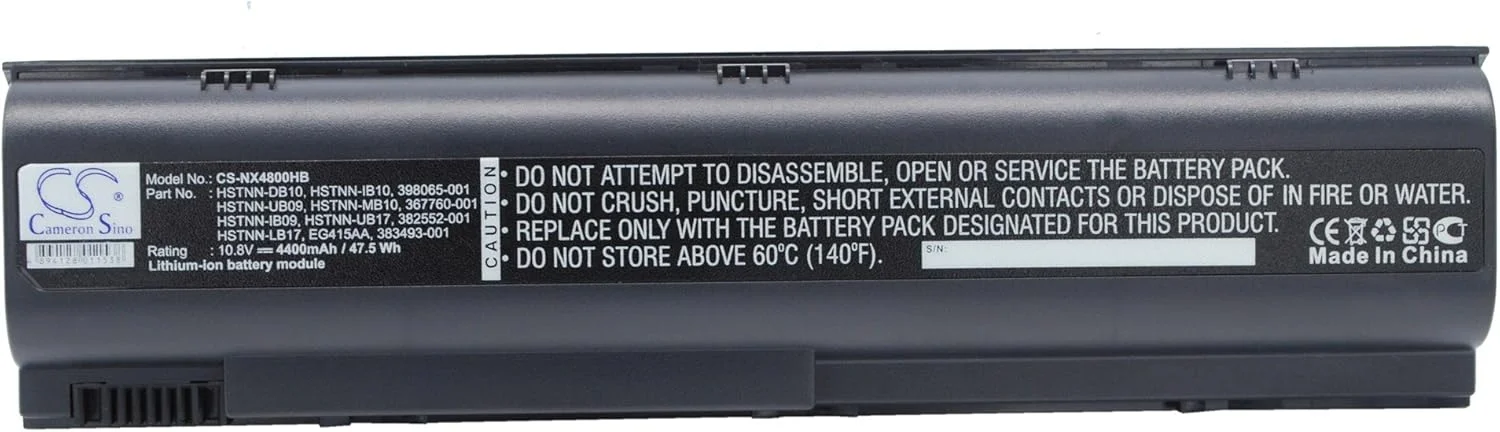 CS
Cameron Sino
Model No.: CS-NX4800HB
Part No. : HSTNN-DB10, HSTNN-IB10, 398065-001
HSTNN-UB09, HSTNN-MB10, 367760-001
HSTNN-IB09, HSTNN-UB17, 382552-001
HSTNN-LB17, EG415AA, 383493-001
Rating : 10.8V 4400mAh / 47.5 Wh
Lithium-ion battery module
CAUTION
• DO NOT ATTEMPT TO DISASSEMBLE, OPEN OR SERVICE THE BATTERY PACK.
• DO NOT CRUSH, PUNCTURE, SHORT EXTERNAL CONTACTS OR DISPOSE OF IN FIRE OR WATER.
• REPLACE ONLY WITH THE BATTERY PACK DESIGNATED FOR THIS PRODUCT.
• DO NOT STORE ABOVE 60ºC (140ºF).
S/N:
CE
Made In China